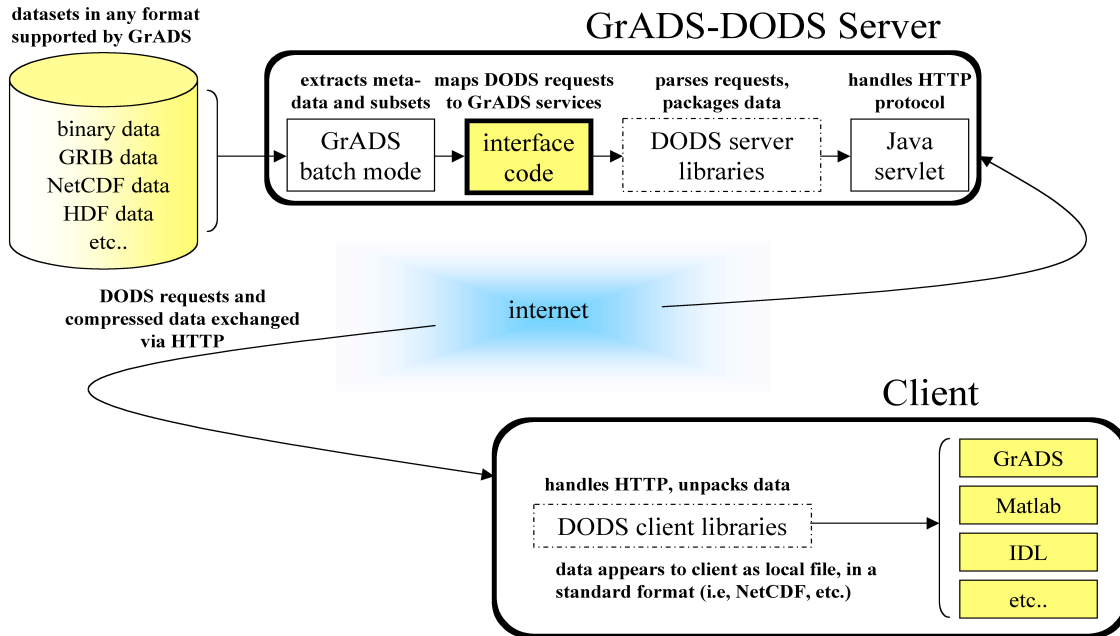 datasets in any format
supported by GrADS
GrADS-DODS Server
binary data
GRIB data
NetCDF data
HDF data
etc..
extracts meta-
data and subsets
GrADS
batch mode
maps DODS requests
to GrADS services
interface
code
parses requests,
packages data
DODS server
libraries
handles HTTP
protocol
Java
servlet
internet
DODS requests and
compressed data exchanged
via HTTP
Client
handles HTTP, unpacks data
DODS client libraries
data appears to client as local file, in a
standard format (i.e, NetCDF, etc.)
GrADS
Matlab
IDL
etc..